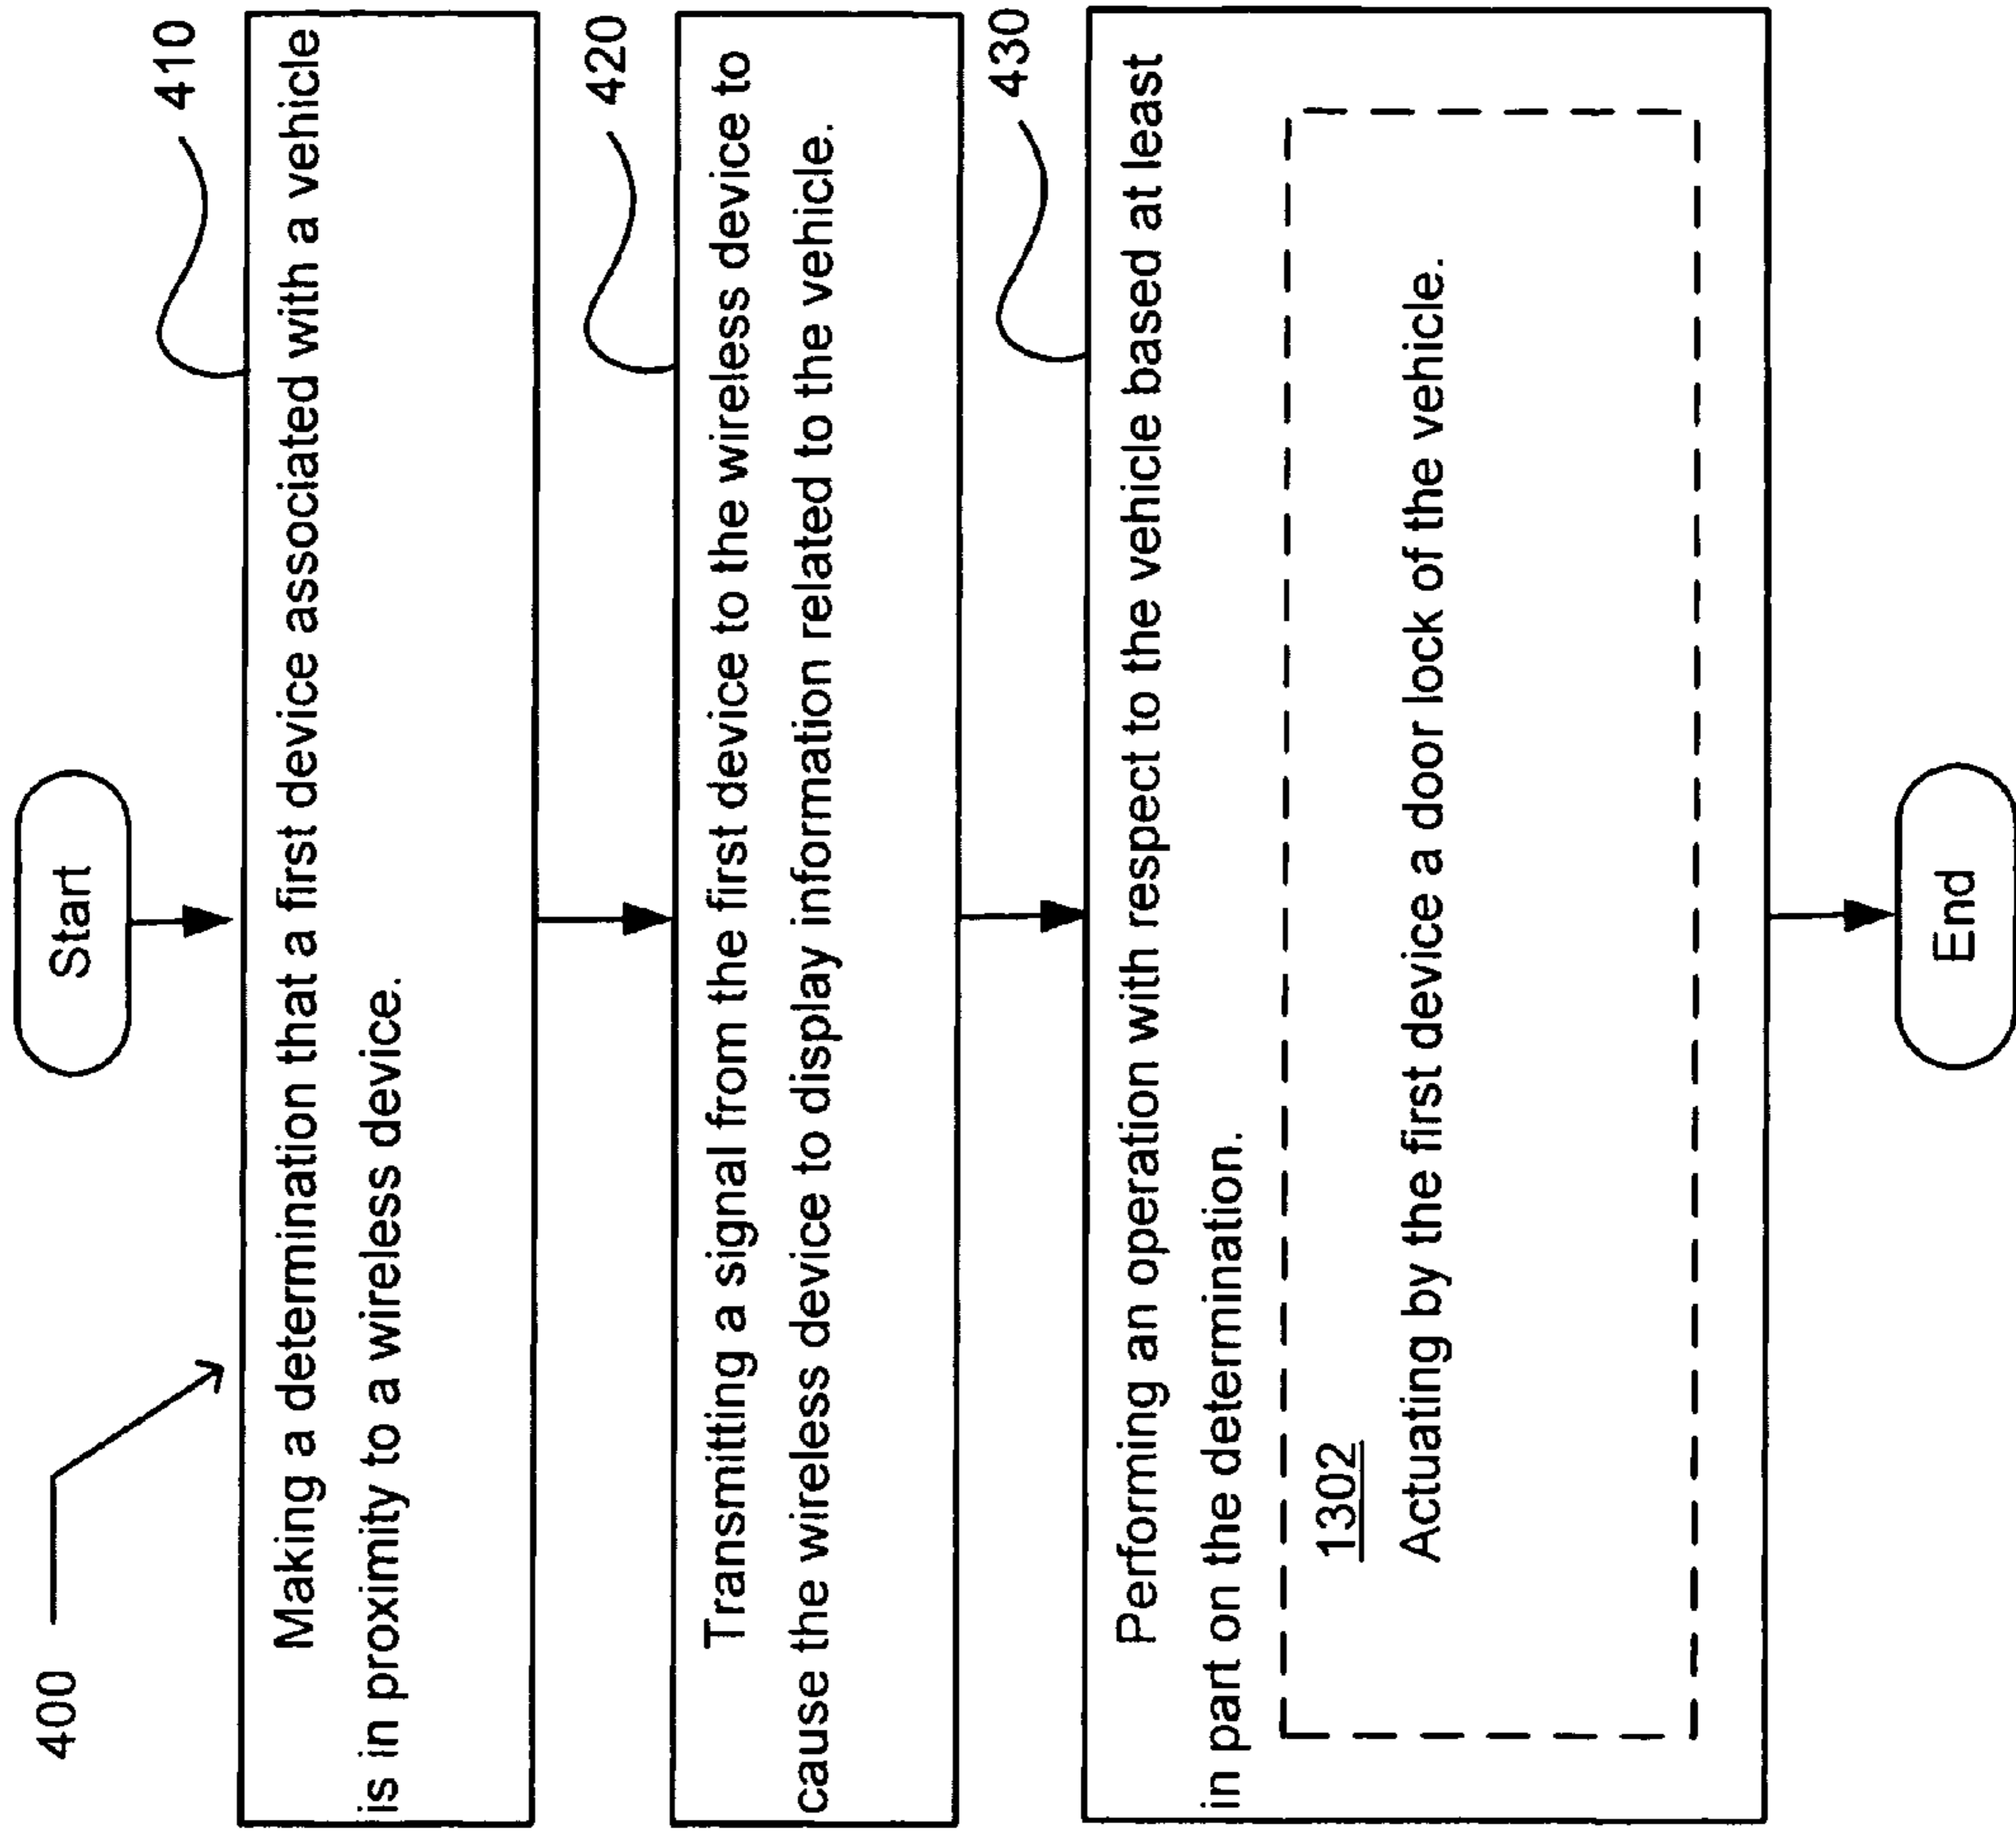 400
Start
410
Making a determination that a first device associated with a vehicle
is in proximity to a wireless device.
420
Transmitting a signal from the first device to the wireless device to
cause the wireless device to display information related to the vehicle.
430
Performing an operation with respect to the vehicle based at least
in part on the determination.
1302
Actuating by the first device a door lock of the vehicle.
End